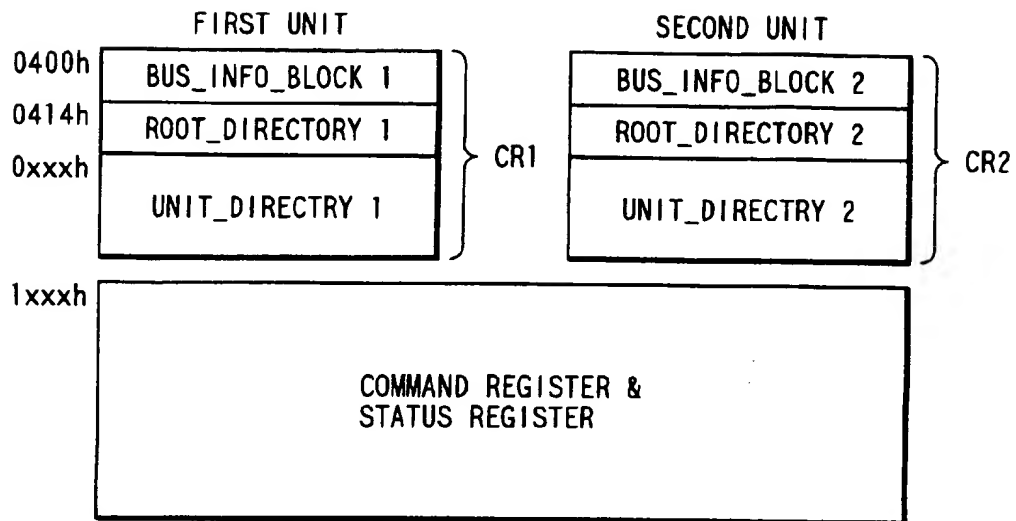 FIRST UNIT
SECOND UNIT
0400h
BUS_INFO_BLOCK 1
BUS_INFO_BLOCK 2
0414h
ROOT_DIRECTORY 1
CR1
ROOT_DIRECTORY 2
CR2
0xxxh
UNIT_DIRECTRY 1
UNIT_DIRECTRY 2
1xxxh
COMMAND REGISTER &
STATUS REGISTER